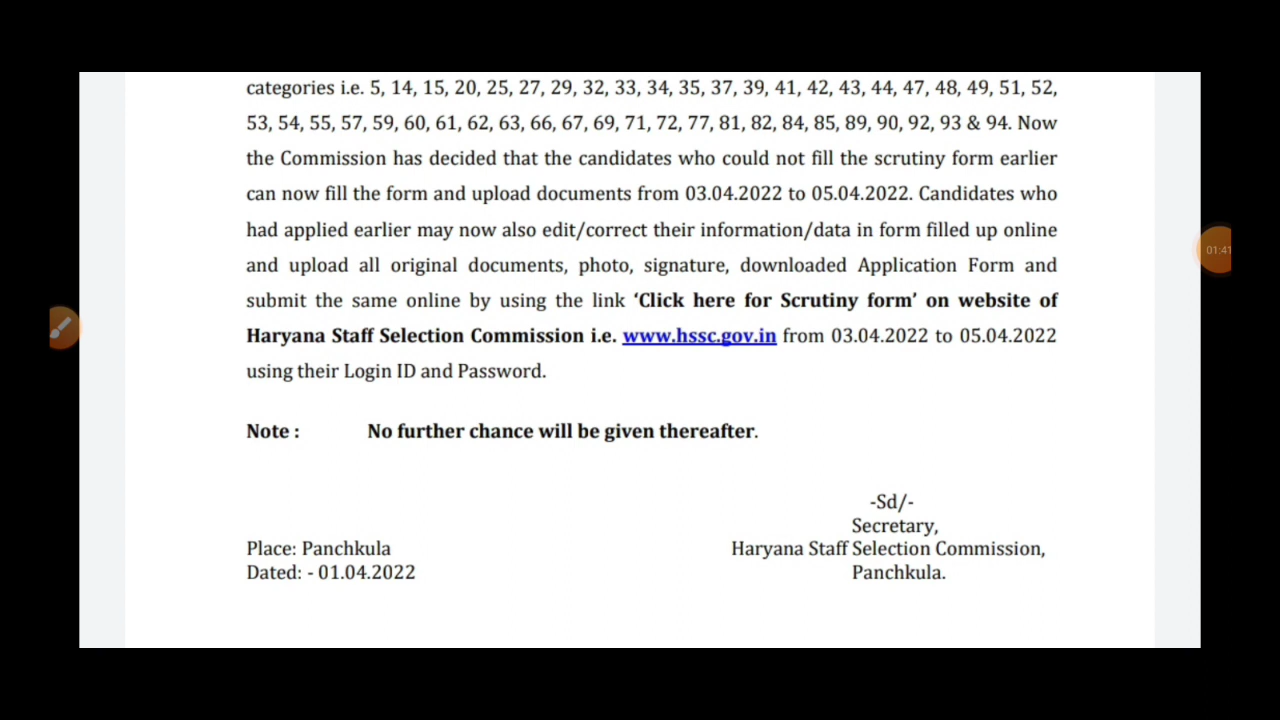 categories i.e. 5, 14, 15, 20, 25, 27, 29, 32, 33, 34, 35, 37, 39, 41, 42, 43, 44, 47, 48, 49, 51, 52,
53, 54, 55, 57, 59, 60, 61, 62, 63, 66, 67, 69, 71, 72, 77, 81, 82, 84, 85, 89, 90, 92, 93 & 94. Now
the Commission has decided that the candidates who could not fill the scrutiny form earlier
can now fill the form and upload documents from 03.04.2022 to 05.04.2022. Candidates who
had applied earlier may now also edit/correct their information/data in form filled up online
and upload all original documents, photo, signature, downloaded Application Form and
submit the same online by using the link ‘Click here for Scrutiny form’ on website of
Haryana Staff Selection Commission i.e. www.hssc.gov.in from 03.04.2022 to 05.04.2022
using their Login ID and Password.
Note : No further chance will be given thereafter.
-Sd/-
Secretary,
Place: Panchkula Haryana Staff Selection Commission,
Dated: - 01.04.2022 Panchkula.
01:41